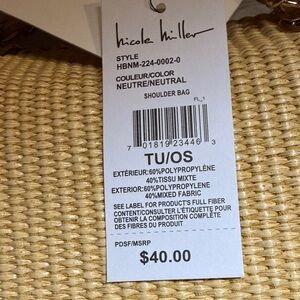 nicole miller
STYLE
HBNM-224-0002-0
COULEUR/COLOR
NEUTRE/NEUTRAL
SHOULDER BAG
FL_1
7 01819 23446 3
TU/OS
EXTÉRIEUR:60%POLYPROPYLÈNE
40%TISSU MIXTE
EXTERIOR:60%POLYPROPYLENE
40%MIXED FABRIC
SEE LABEL FOR PRODUCT'S FULL FIBER
CONTENT/CONSULTER L'ÉTIQUETTE POUR
OBTENIR LA COMPOSITION COMPLÈTE
DES FIBRES DU PRODUIT
PDSF/MSRP
$40.00